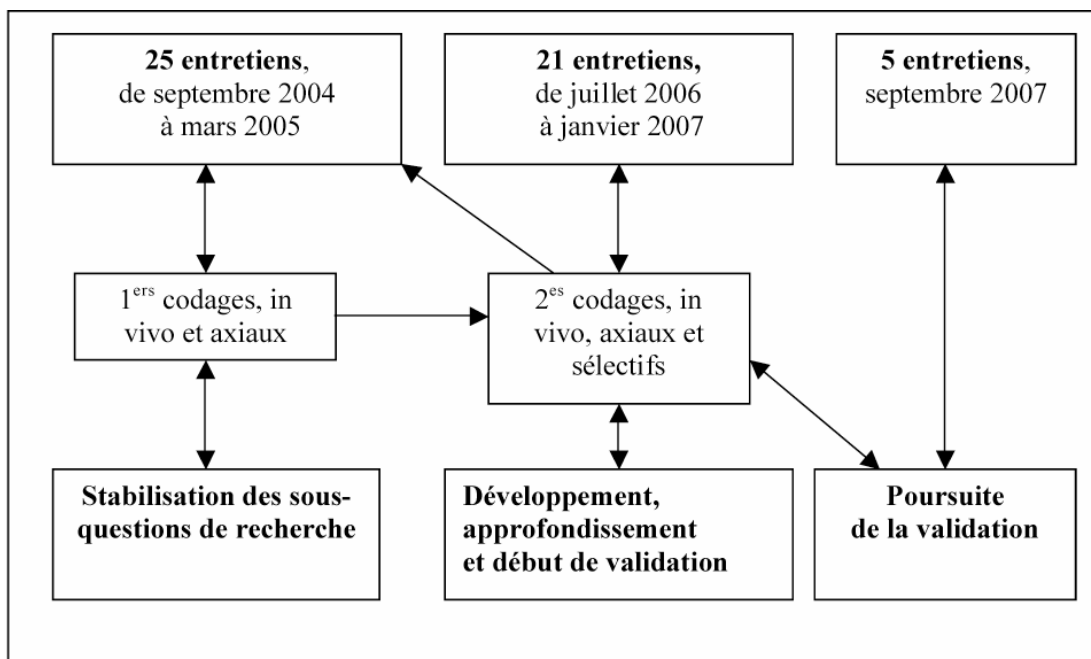 25 entretiens,
de septembre 2004
à mars 2005
21 entretiens,
de juillet 2006
à janvier 2007
5 entretiens,
septembre 2007
1ers codages, in
vivo et axiaux
2es codages, in
vivo, axiaux et
sélectifs
Stabilisation des sous-
questions de recherche
Développement,
approfondissement
et début de validation
Poursuite
de la validation